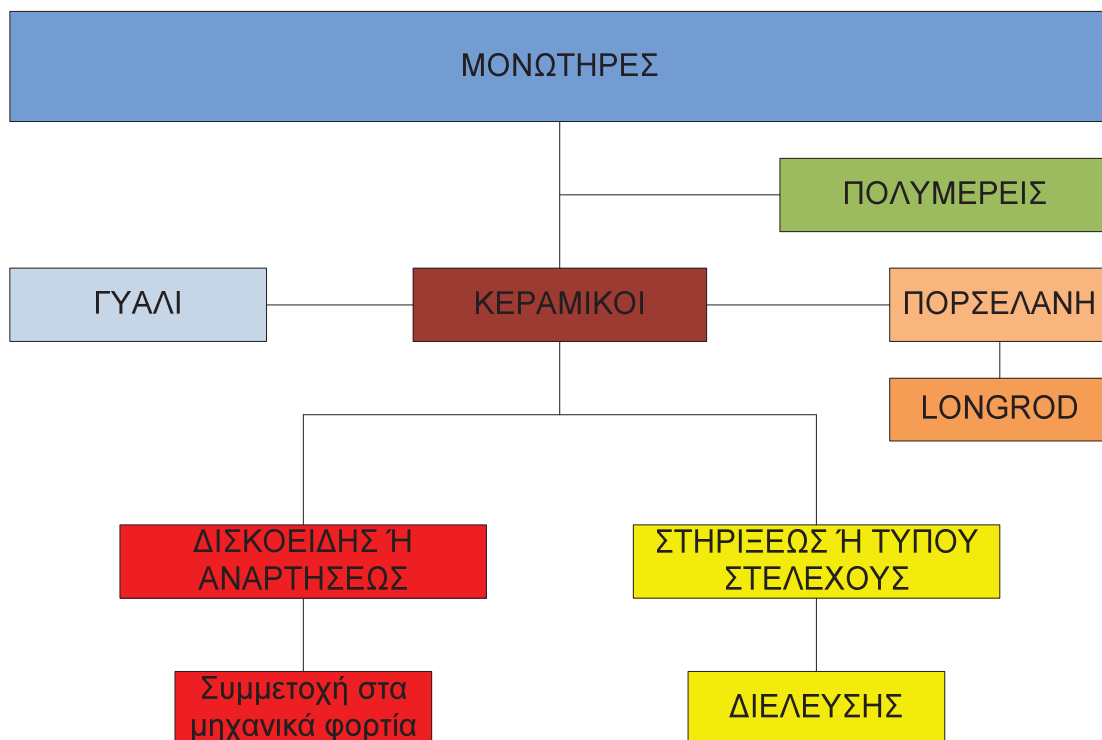 ΜΟΝΩΤΗΡΕΣ
ΠΟΛΥΜΕΡΕΙΣ
ΓΥΑΛΙ
ΚΕΡΑΜΙΚΟΙ
ΠΟΡΣΕΛΑΝΗ
LONGROD
ΔΙΣΚΟΕΙΔΗΣ Ή
ΑΝΑΡΤΗΣΕΩΣ
ΣΤΗΡΙΞΕΩΣ Ή ΤΥΠΟΥ
ΣΤΕΛΕΧΟΥΣ
Συμμετοχή στα
μηχανικά φορτία
ΔΙΕΛΕΥΣΗΣ